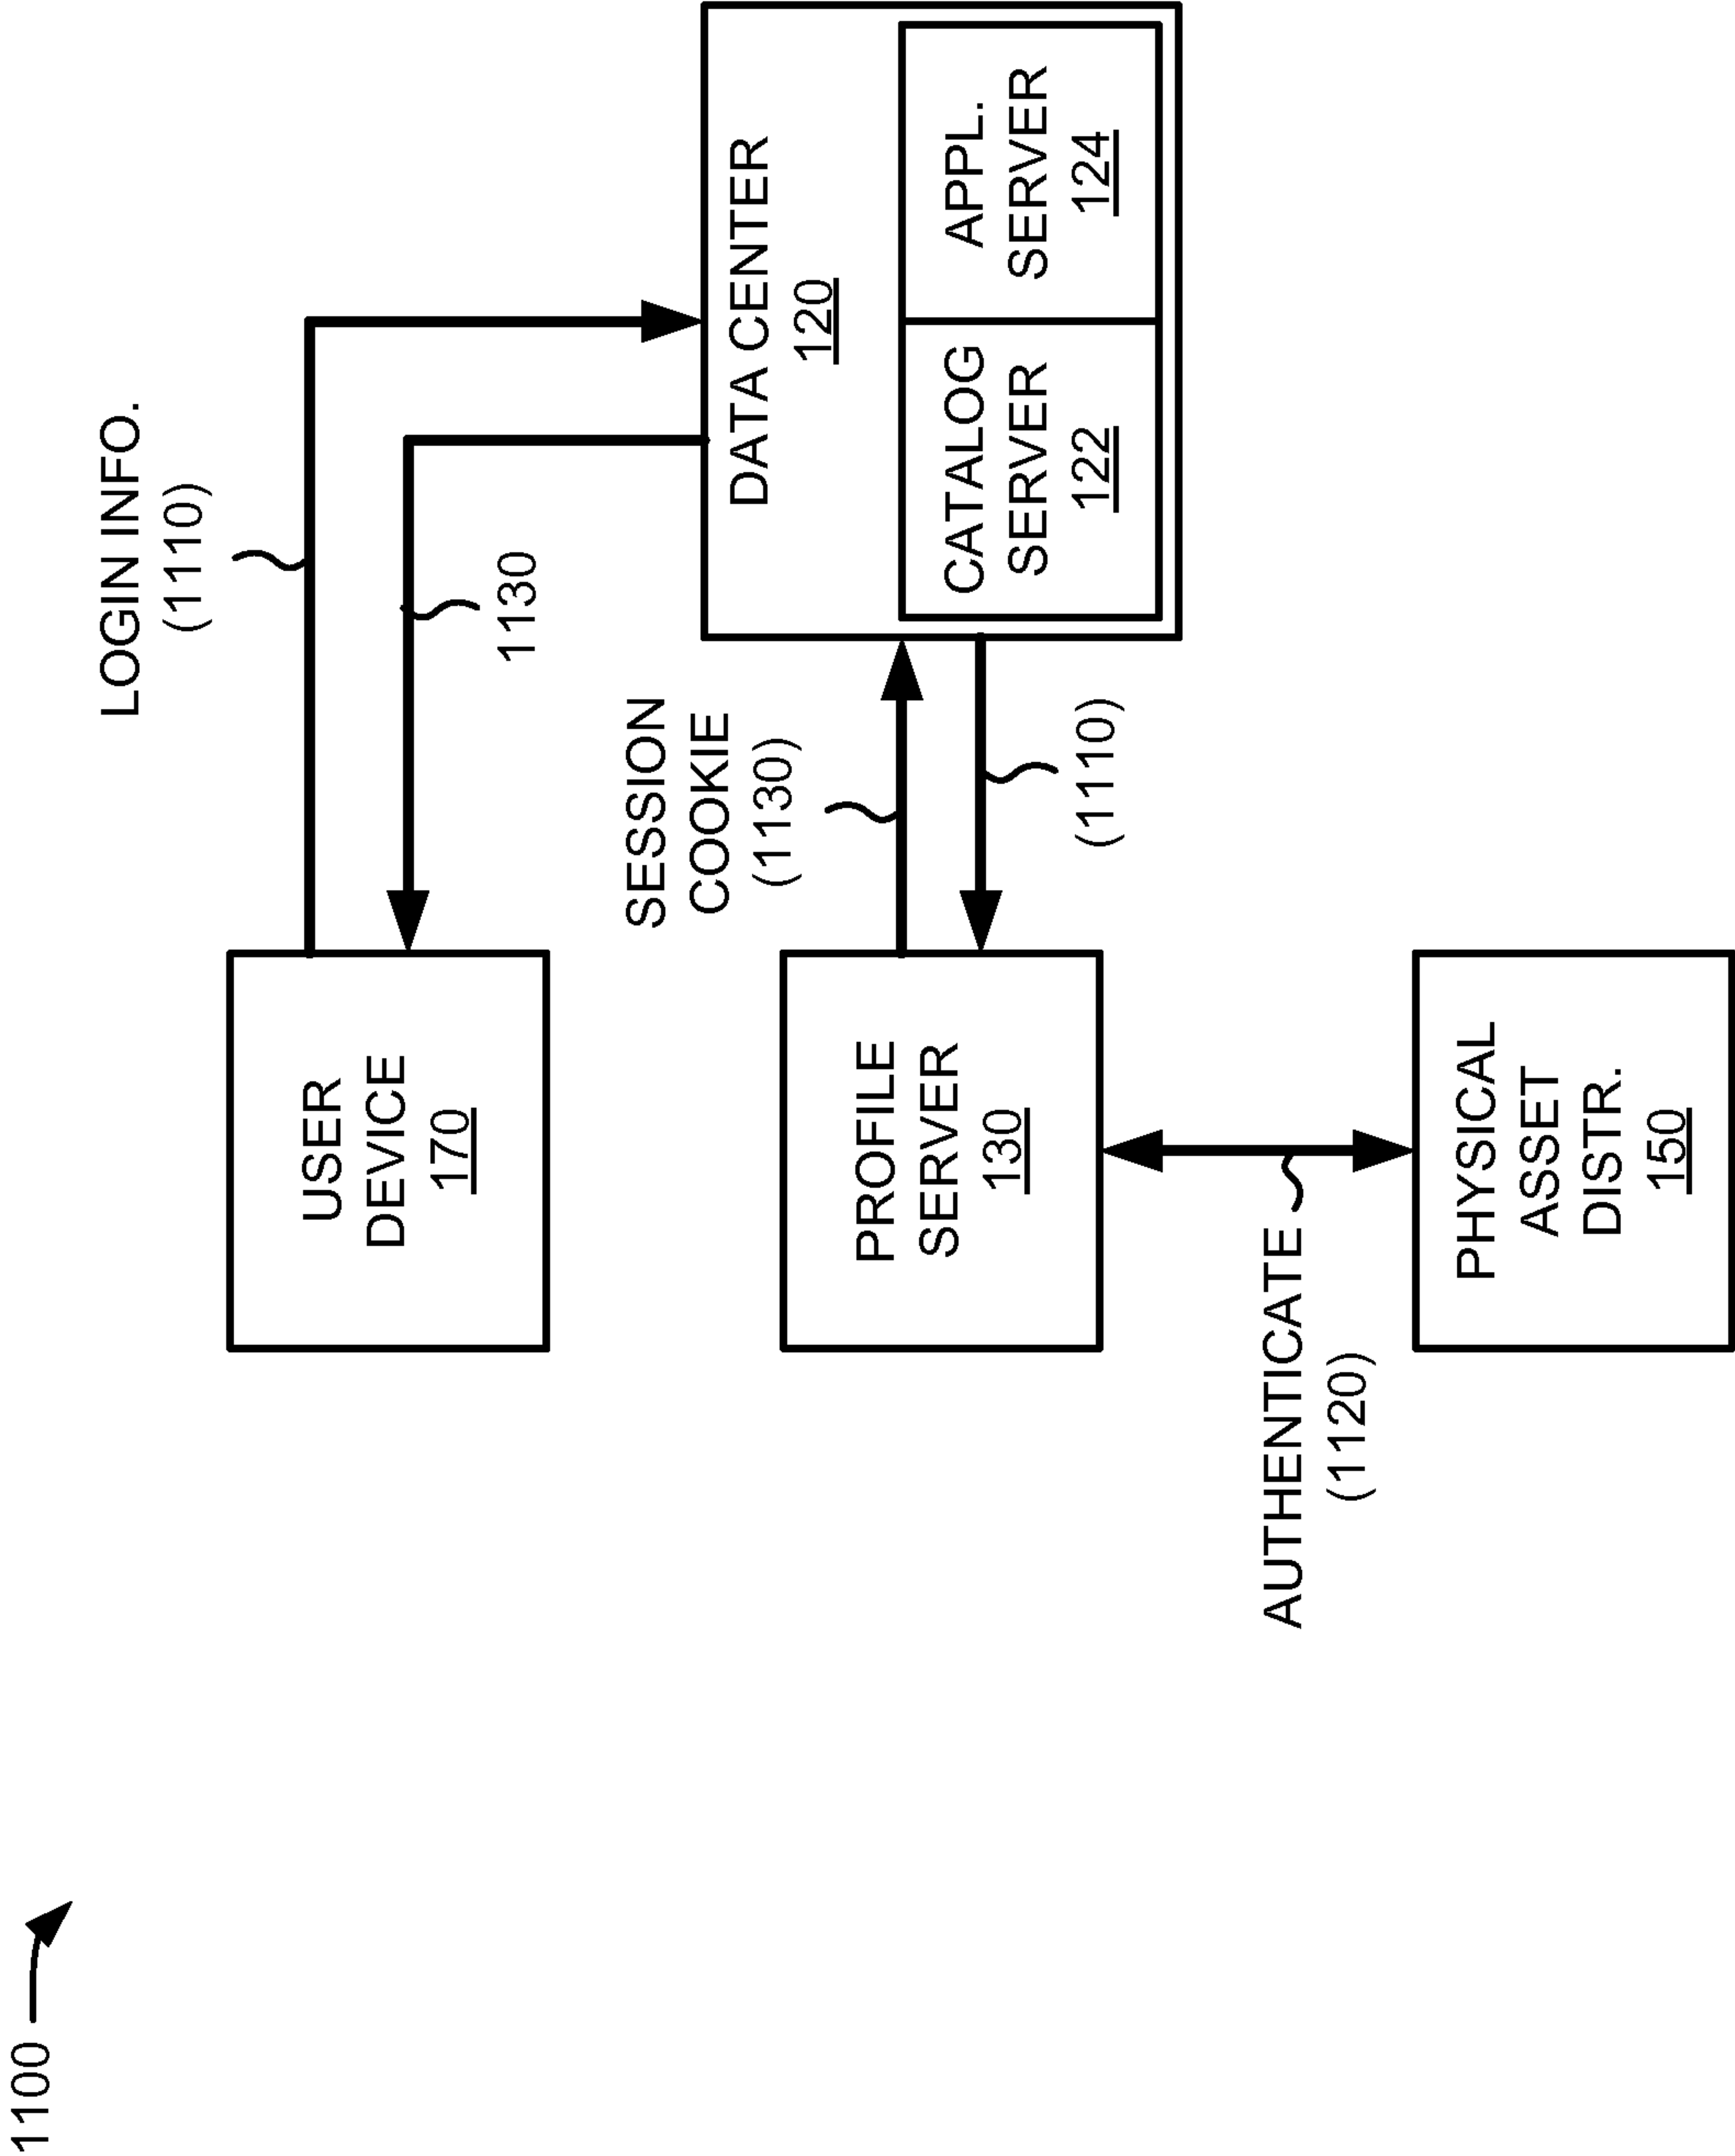 1100
LOGIN INFO.
(1110)
USER
DEVICE
170
1130
SESSION
COOKIE
(1130)
DATA CENTER
120
CATALOG
SERVER
122
APPL.
SERVER
124
PROFILE
SERVER
130
(1110)
AUTHENTICATE
(1120)
PHYSICAL
ASSET
DISTR.
150